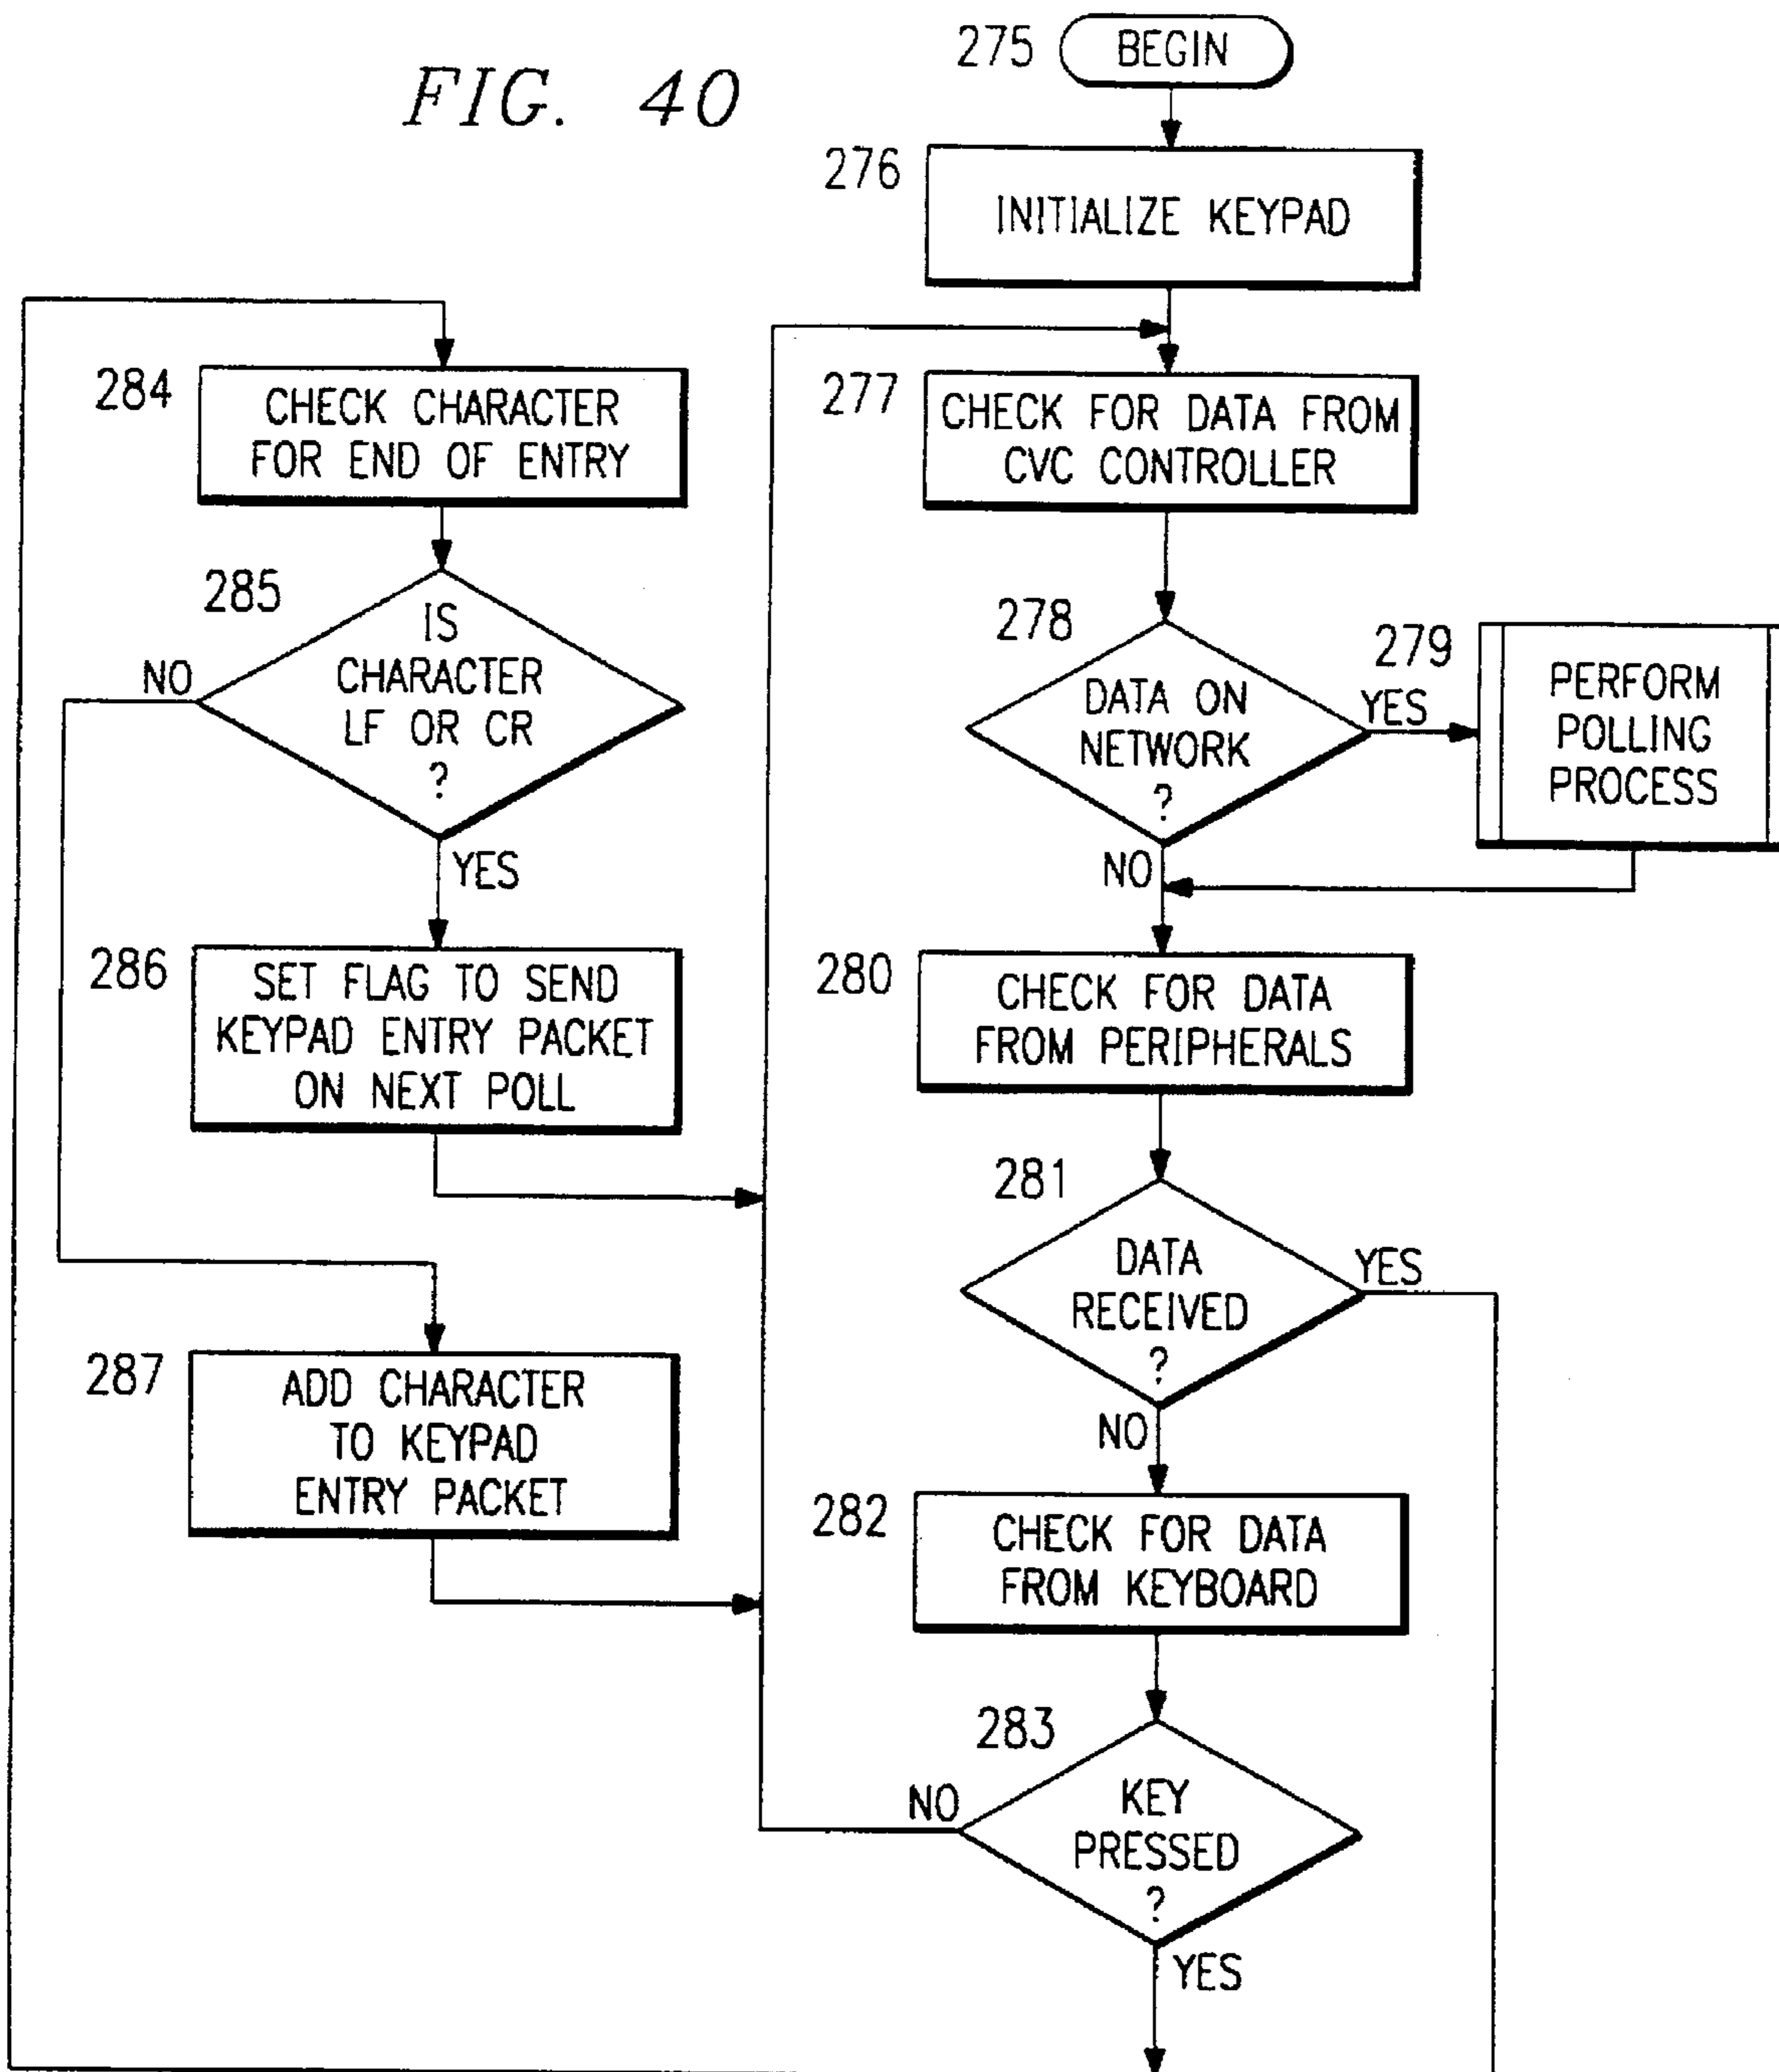 FIG. 40
275
BEGIN
276
INITIALIZE KEYPAD
277
CHECK FOR DATA FROM
CVC CONTROLLER
278
DATA ON
NETWORK
?
YES
NO
279
PERFORM
POLLING
PROCESS
280
CHECK FOR DATA
FROM PERIPHERALS
281
DATA
RECEIVED
?
YES
NO
282
CHECK FOR DATA
FROM KEYBOARD
283
KEY
PRESSED
?
NO
YES
284
CHECK CHARACTER
FOR END OF ENTRY
285
IS
CHARACTER
LF OR CR
?
NO
YES
286
SET FLAG TO SEND
KEYPAD ENTRY PACKET
ON NEXT POLL
287
ADD CHARACTER
TO KEYPAD
ENTRY PACKET